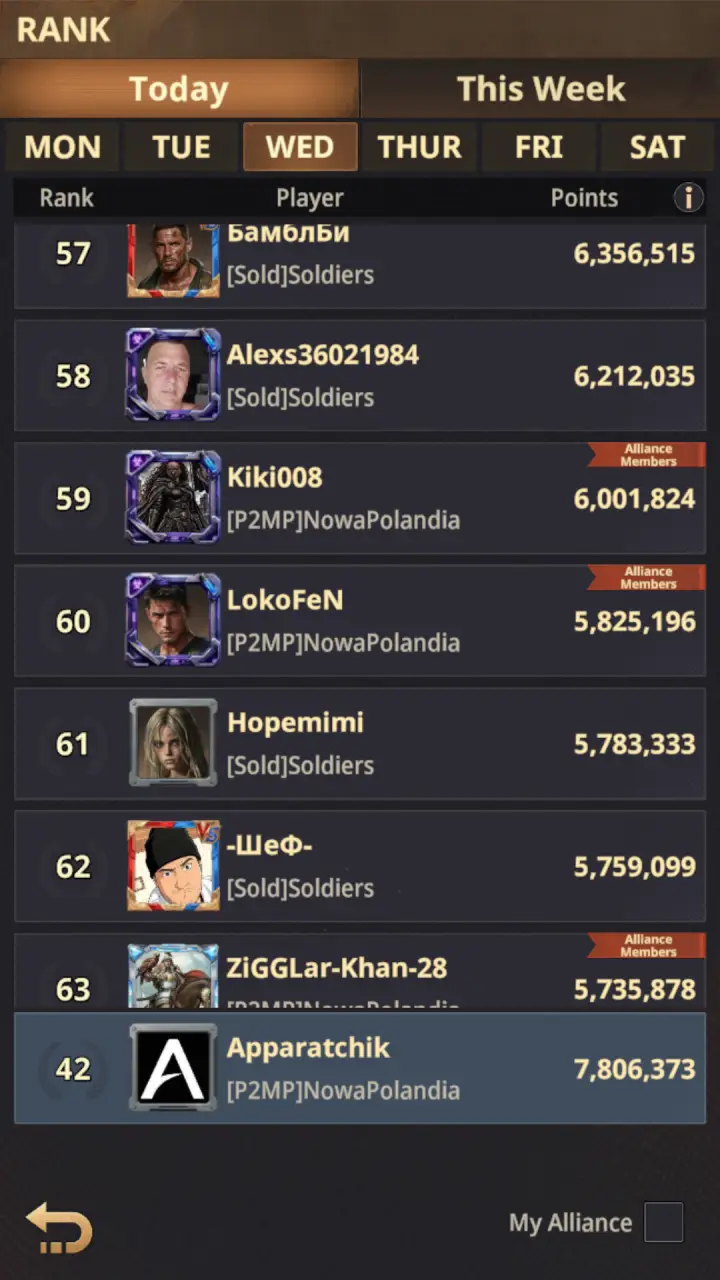 RANK
Today This Week
MON TUE WED THUR FRI SAT
Rank Player Points i
57 БамблБи 6,356,515
[Sold]Soldiers
58 Alexs36021984 6,212,035
[Sold]Soldiers
Alliance Members
59 Kiki008 6,001,824
[P2MP]NowaPolandia
Alliance Members
60 LokoFeN 5,825,196
[P2MP]NowaPolandia
61 Hopemimi 5,783,333
[Sold]Soldiers
62 -ШеФ- 5,759,099
[Sold]Soldiers
Alliance Members
63 ZiGGLar-Khan-28 5,735,878
[P2MP]NowaPolandia
42 Apparatchik 7,806,373
[P2MP]NowaPolandia
My Alliance